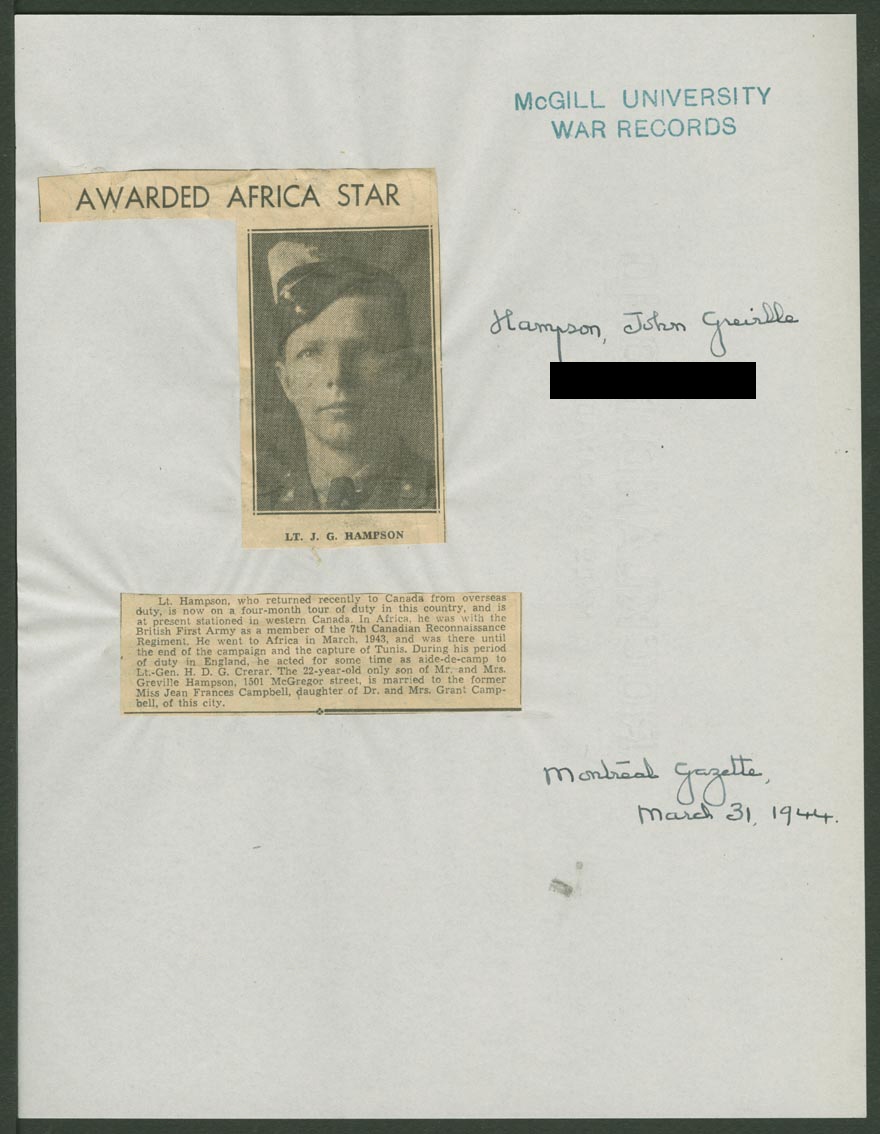 McGILL UNIVERSITY
WAR RECORDS
AWARDED AFRICA STAR
Hampson, John Greville
LT. J. G. HAMPSON
Lt. Hampson, who returned recently to Canada from overseas
duty, is now on a four-month tour of duty in this country, and is
at present stationed in western Canada. In Africa, he was with the
British First Army as a member of the 7th Canadian Reconnaissance
Regiment. He went to Africa in March, 1943, and was there until
the end of the campaign and the capture of Tunis. During his period
of duty in England, he acted for some time as aide-de-camp to
Lt.-Gen. H. D. G. Crerar. The 22-year-old only son of Mr. and Mrs.
Greville Hampson, 1501 McGregor street, is married to the former
Miss Jean Frances Campbell, daughter of Dr. and Mrs. Grant Camp-
bell, of this city.
Montreal Gazette,
March 31, 1944.